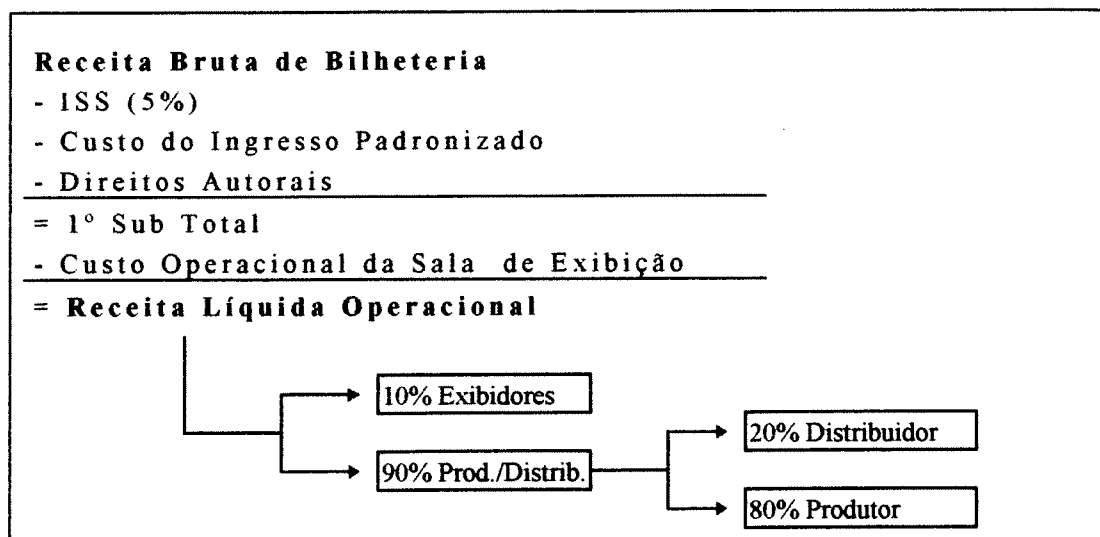 Receita Bruta de Bilheteria
- ISS (5%)
- Custo do Ingresso Padronizado
- Direitos Autorais
= 1º Sub Total
- Custo Operacional da Sala de Exibição
= Receita Líquida Operacional
10% Exibidores
20% Distribuidor
90% Prod./Distrib.
80% Produtor